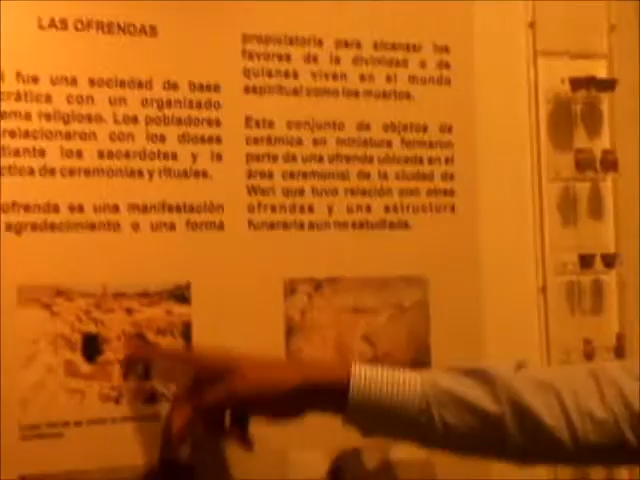 LAS OFRENDAS
fue una sociedad de base
crática con un organizado
ema religioso. Los pobladores
relacionaron con los dioses
diante los sacerdotes y la
ctica de ceremonias y rituales.
ofrenda es una manifestación
agradecimiento o una forma
propiciatoria para alcanzar los
favores de la divinidad o de
quienes viven en el mundo
espiritual como los muertos.
Este conjunto de objetos de
cerámica en miniatura formaron
parte de una ofrenda ubicada en el
área ceremonial de la ciudad de
Wari que tuvo relación con otras
ofrendas y una estructura
funeraria aun no estudiada.